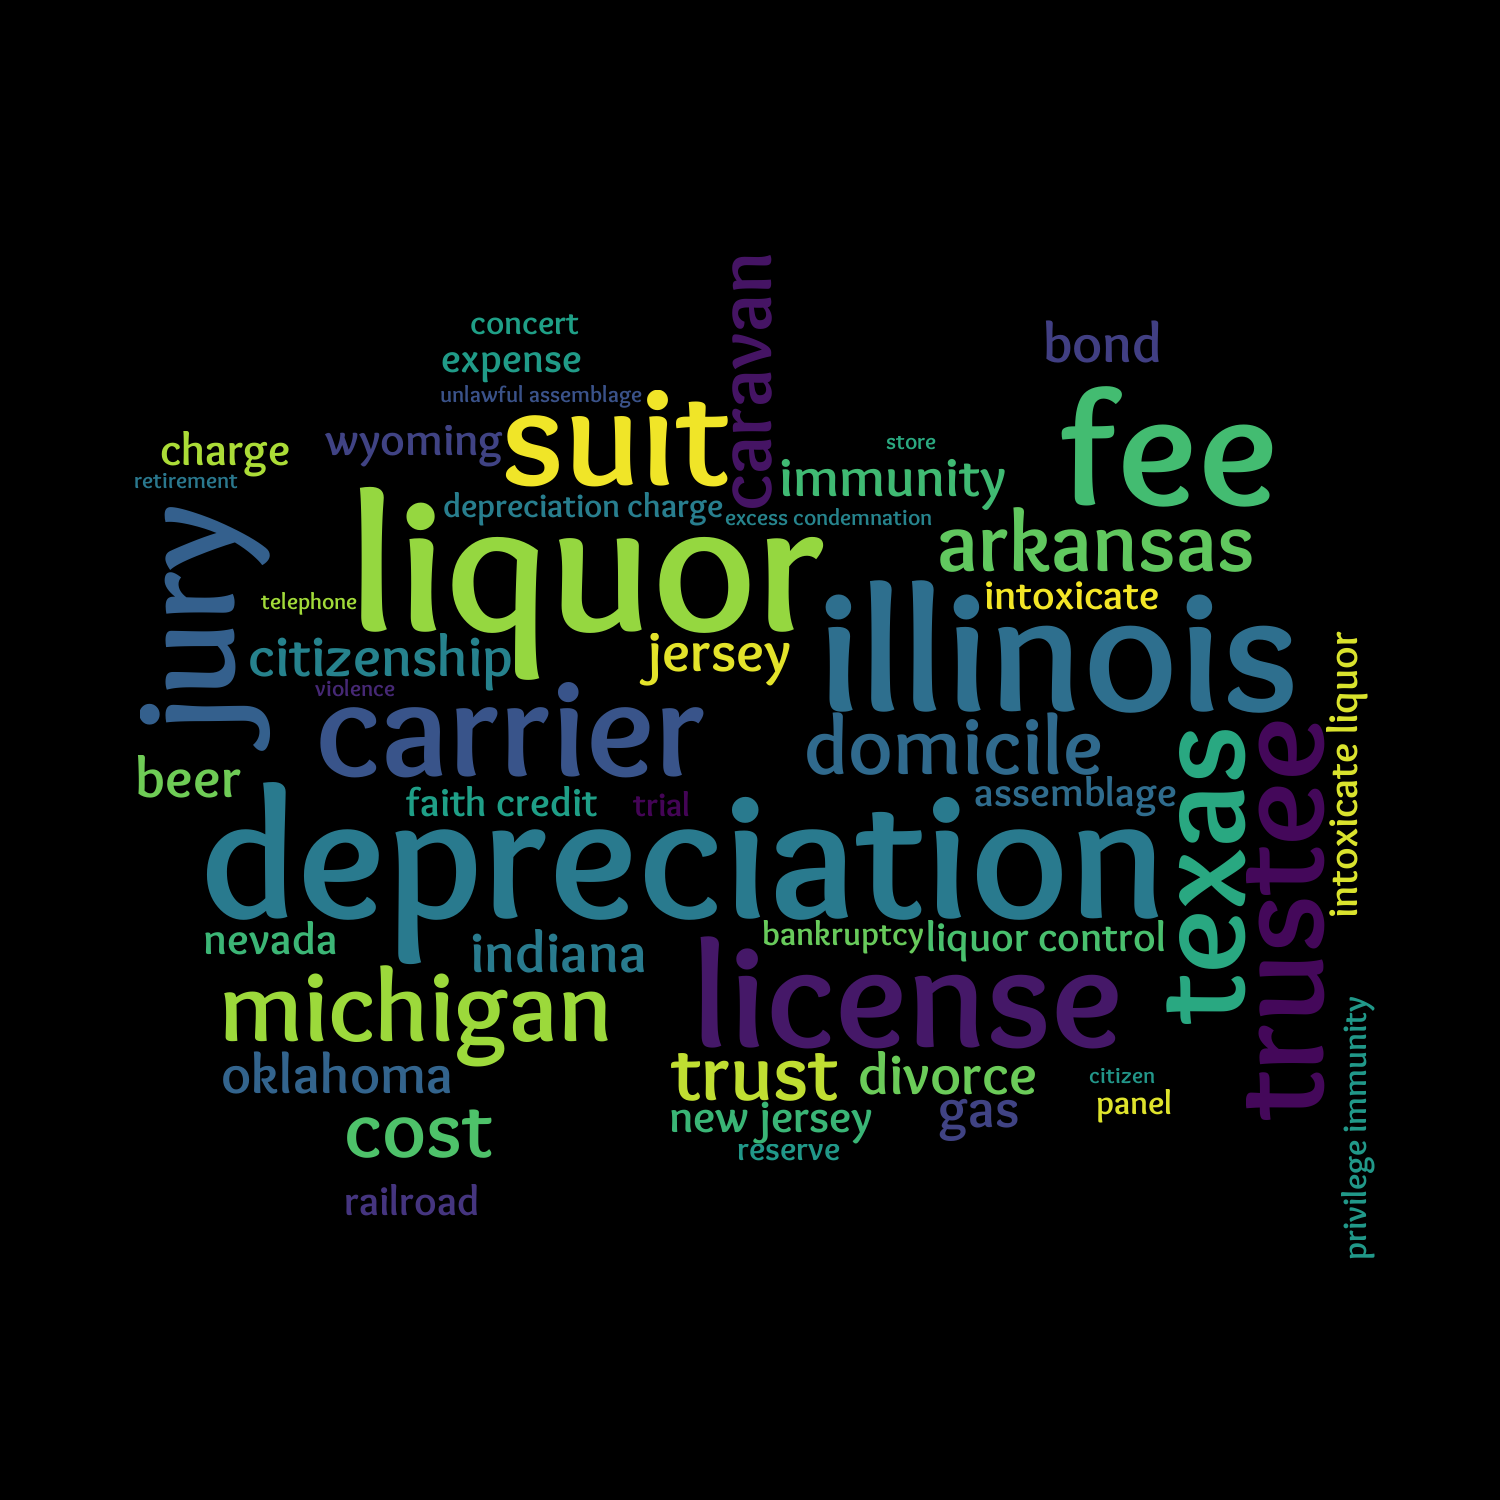 caravan
concert
bond
expense
unlawful assemblage
suit
fee
charge
wyoming
store
immunity
retirement
depreciation charge
excess condemnation
liquor
arkansas
jury
telephone
intoxicate
illinois
citizenship
jersey
violence
carrier
domicile
intoxicate liquor
beer
faith credit
trial
assemblage
texas
trustee
depreciation
nevada
indiana
bankruptcy
liquor control
michigan
license
oklahoma
trust
divorce
citizen
cost
new jersey
gas
panel
reserve
privilege immunity
railroad